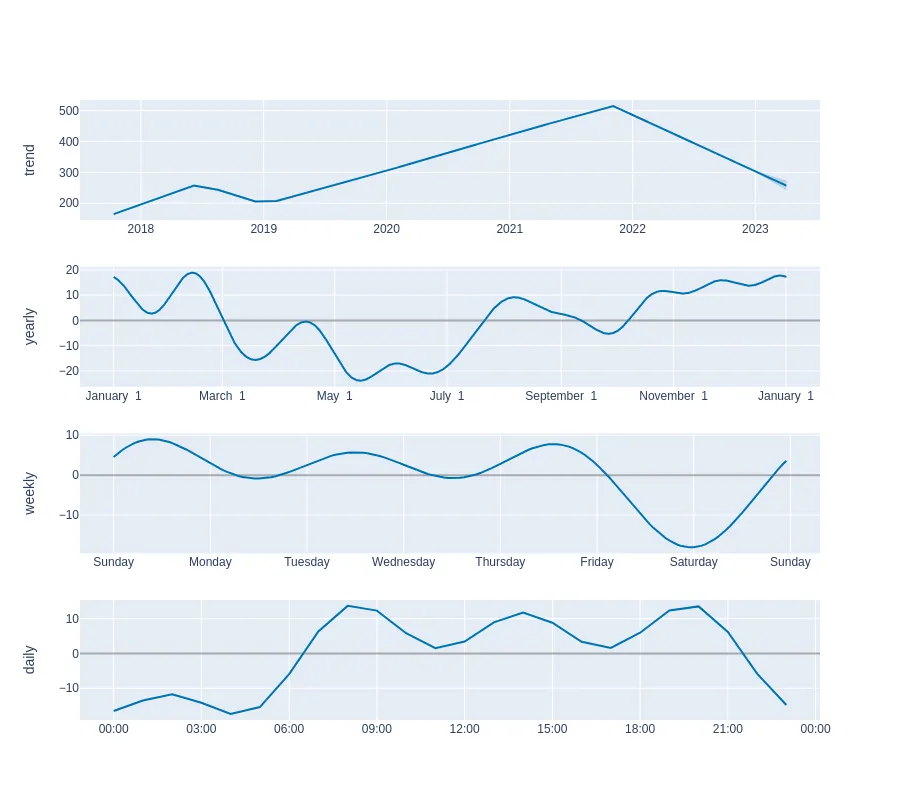 trend
500
400
300
200
2018 2019 2020 2021 2022 2023
yearly
20
10
0
−10
−20
January 1 March 1 May 1 July 1 September 1 November 1 January 1
weekly
10
0
−10
Sunday Monday Tuesday Wednesday Thursday Friday Saturday Sunday
daily
10
0
−10
00:00 03:00 06:00 09:00 12:00 15:00 18:00 21:00 00:00